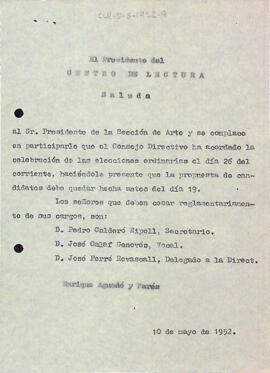 El Presidente del
CENTRO DE LECTURA
Saluda
al Sr. Presidente de la Sección de Arte y se complace
en participarle que el Consejo Directivo ha acordado la
celebración de las elecciones ordinarias el día 26 del
corriente, haciéndole presente que la propuesta de can-
didatos debe quedar hecha antes del día 19.
Los señores que deben cesar reglamentariamen-
te de sus cargos, son:
D. Pedro Calderó Ripoll, Secretario.
D. José Calaf Genovés, Vocal.
D. José Ferré Revascall, Delegado a la Direct.
Enrique Aguadé y Parés
10 de mayo de 1952.